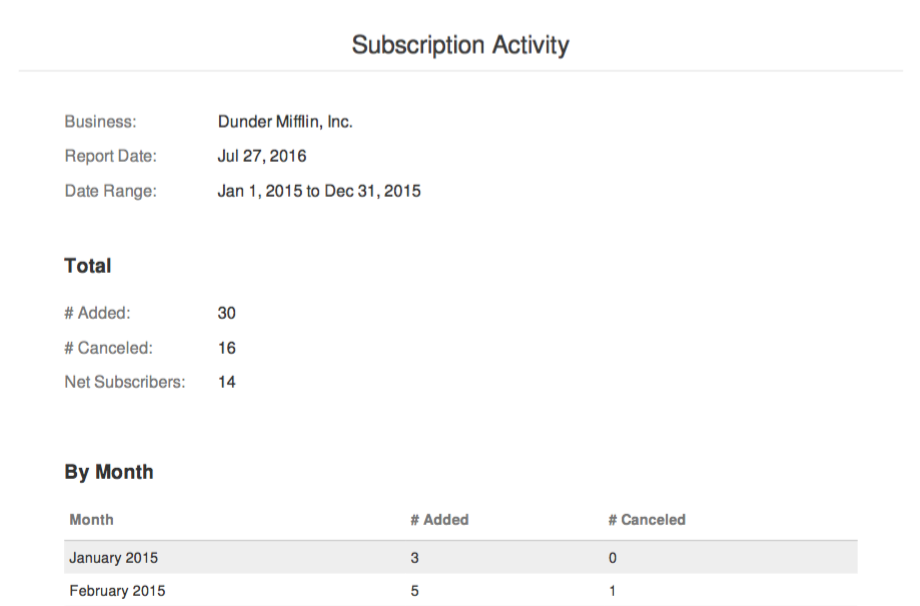 Subscription Activity
Business: Dunder Mifflin, Inc.
Report Date: Jul 27, 2016
Date Range: Jan 1, 2015 to Dec 31, 2015
Total
# Added: 30
# Canceled: 16
Net Subscribers: 14
By Month
Month # Added # Canceled
January 2015 3 0
February 2015 5 1